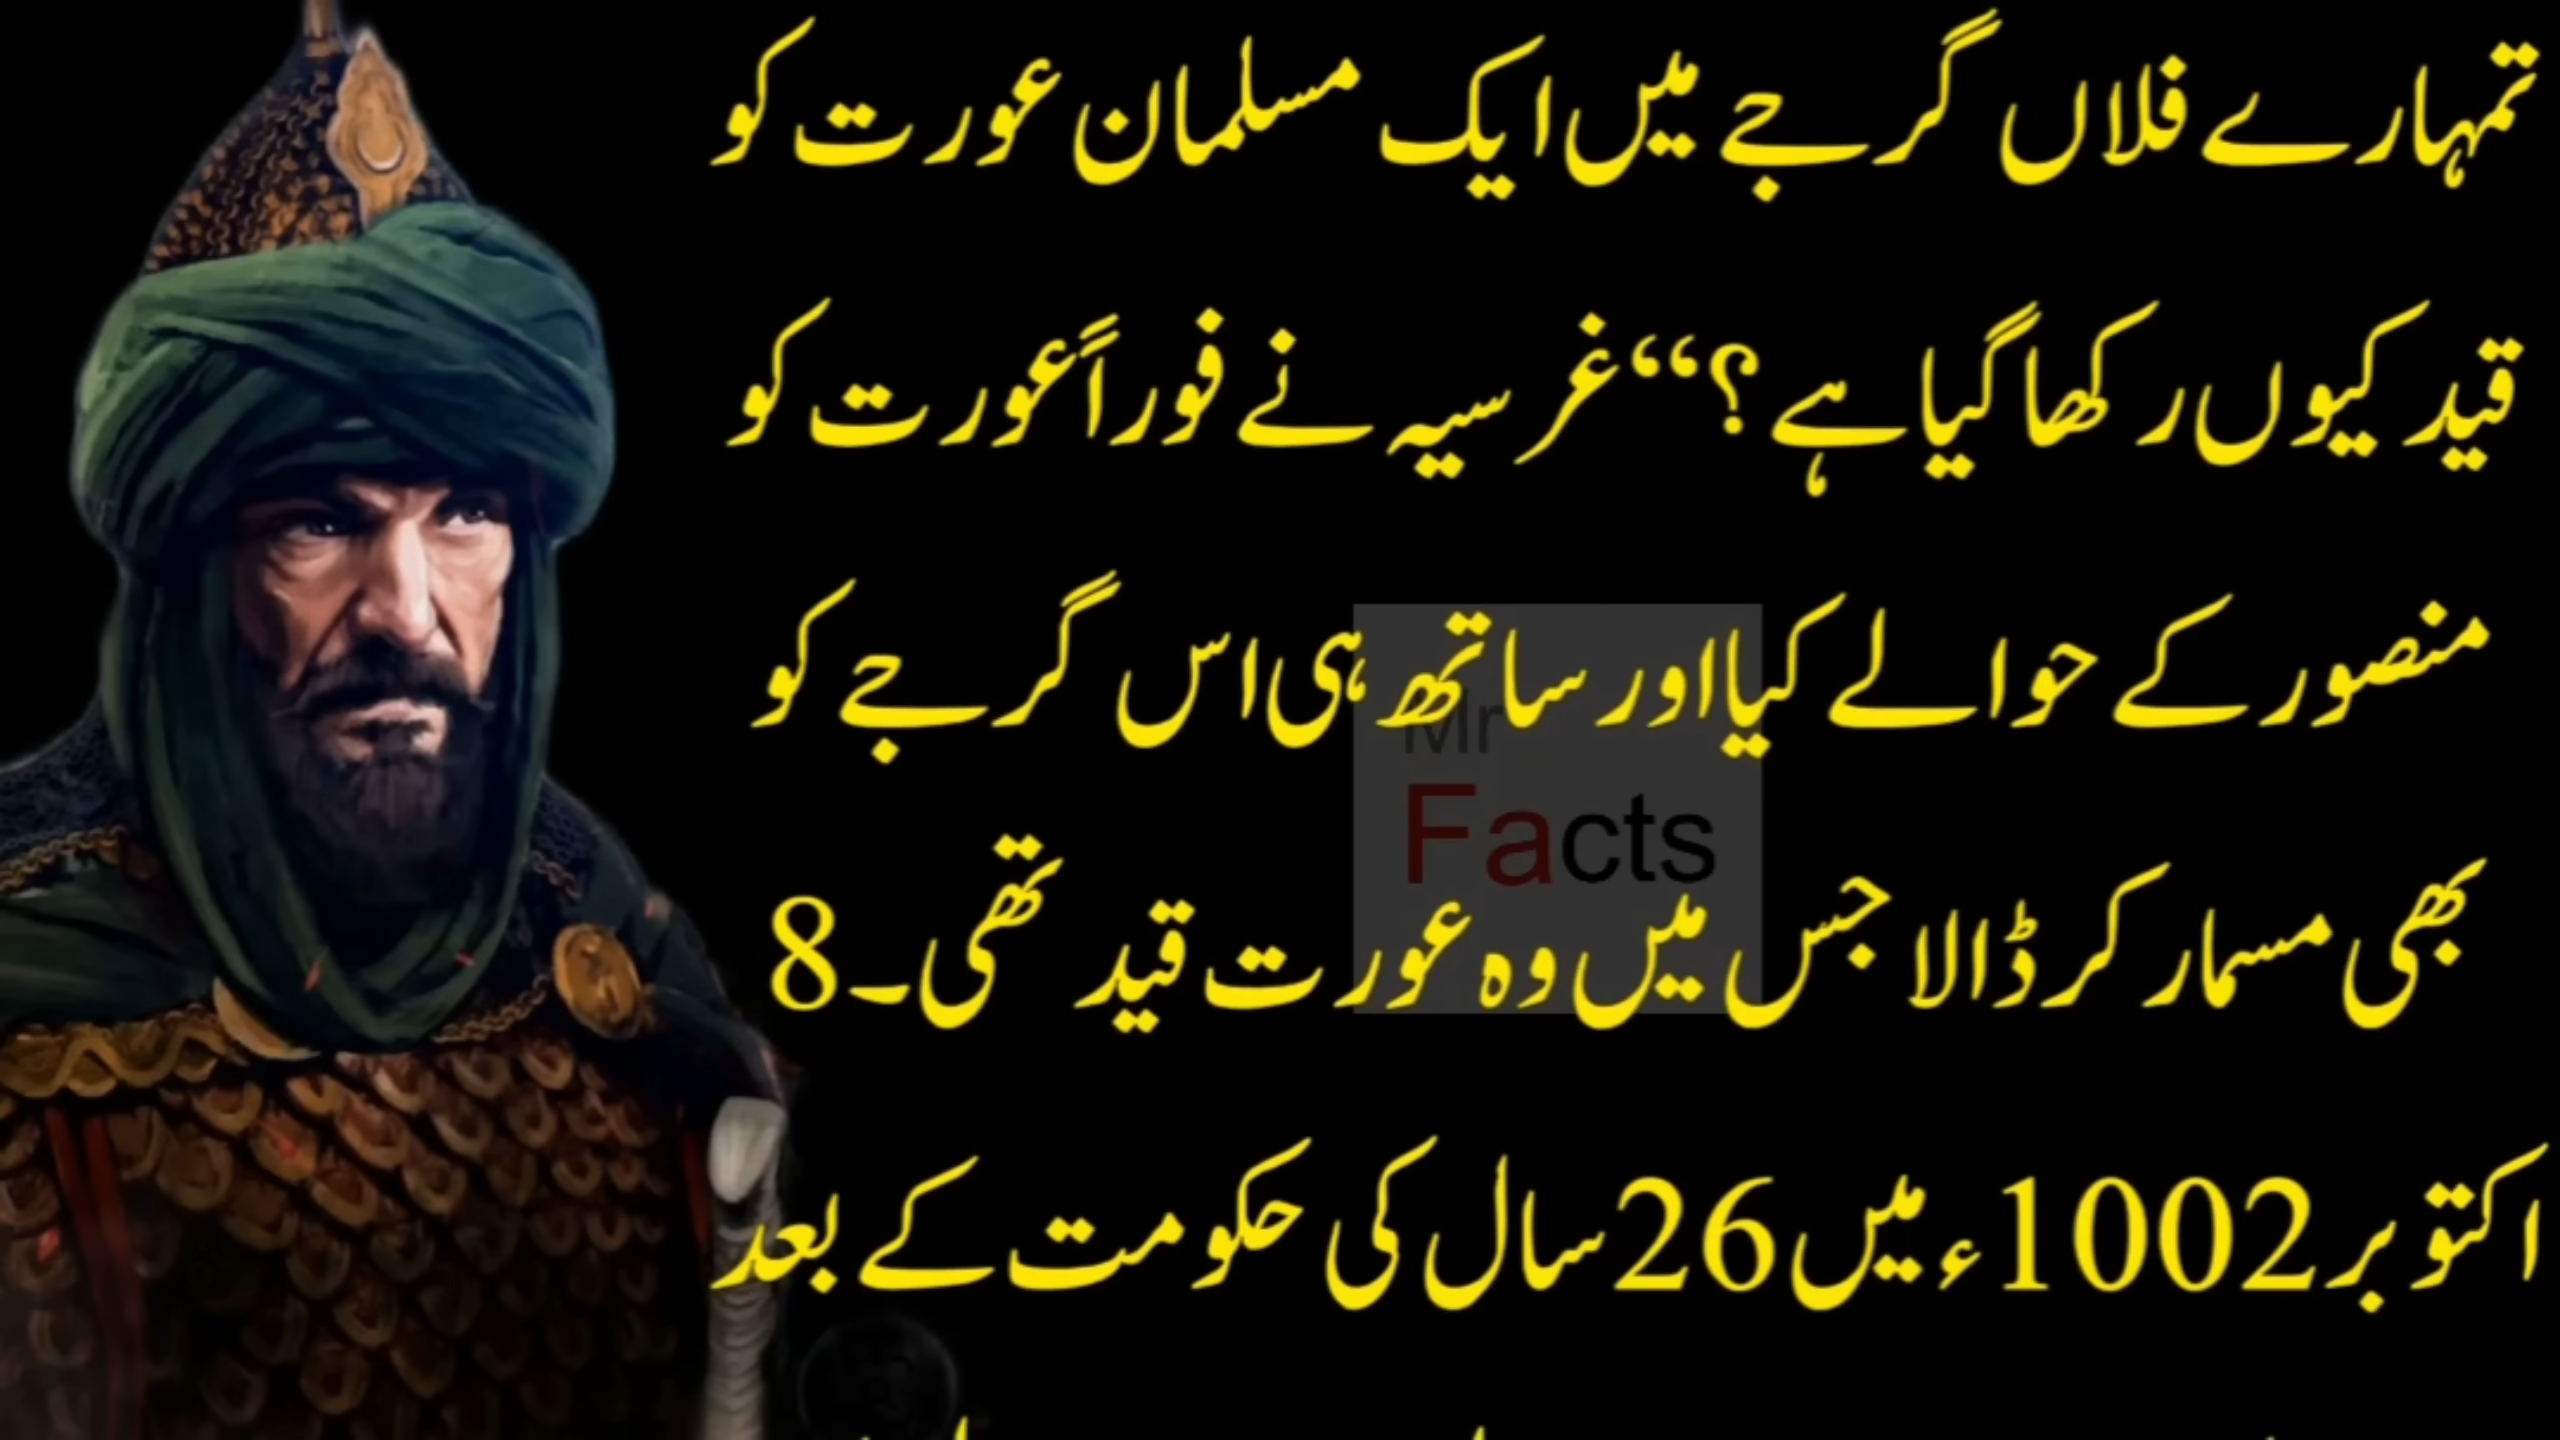 تمہارے فلاں گرجے میں ایک مسلمان عورت کو
قید کیوں رکھا گیا ہے؟‘‘ غرسیہ نے فوراً عورت کو
منصور کے حوالے کیا اور ساتھ ہی اس گرجے کو
بھی مسمار کر ڈالا جس میں وہ عورت قید تھی۔ 8
اکتوبر 1002ء میں 26 سال کی حکومت کے بعد
Mr
Facts